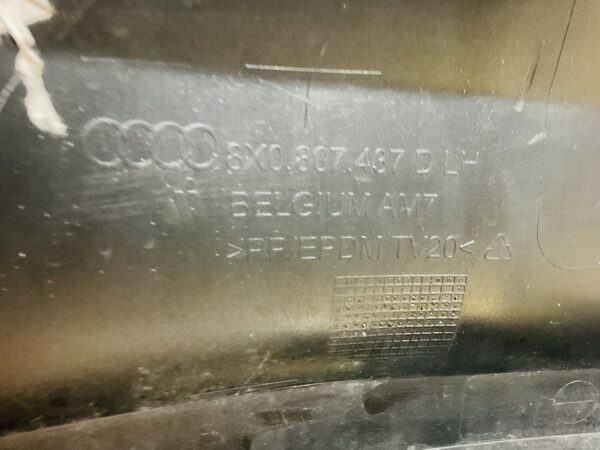 8X0.807.437 D LH
BELGIUM AM7
>PP/EPDM TV20<